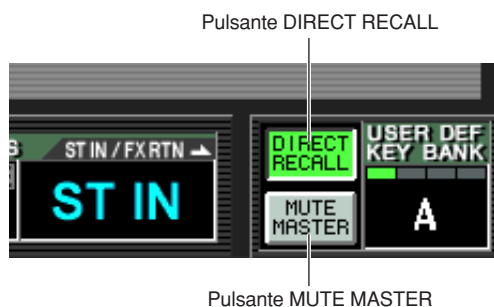 Pulsante DIRECT RECALL
S
ST IN / FX RTN
ST IN
DIRECT
RECALL
MUTE
MASTER
USER DEF
KEY BANK
A
Pulsante MUTE MASTER